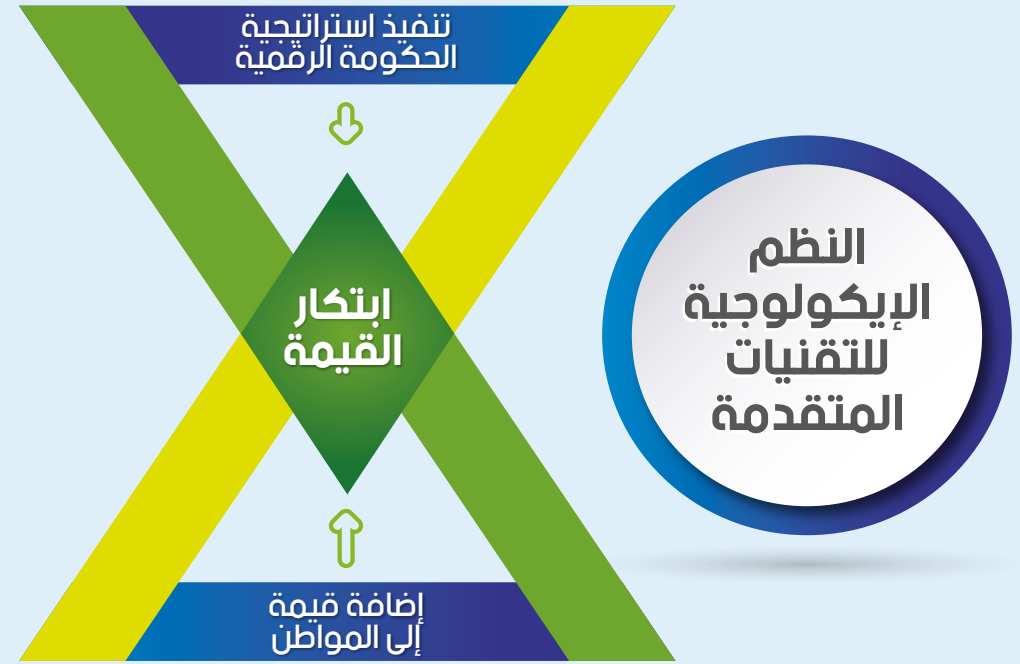 تنفيذ استراتيجية
الحكومة الرقمية
ابتكار
القيمة
إضافة قيمة
إلى المواطن
النظم
الإيكولوجية
للتقنيات
المتقدمة